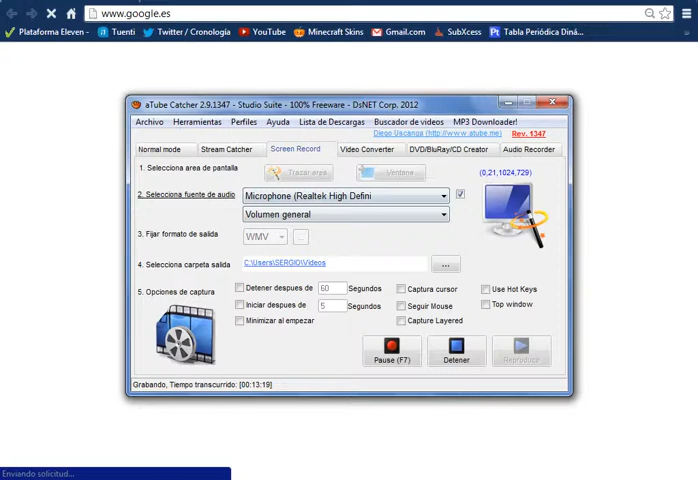 www.google.es
Plataforma Eleven - Tuenti Twitter / Cronología YouTube Minecraft Skins Gmail.com SubXcess Pt Tabla Periódica Diná...
aTube Catcher 2.9.1347 - Studio Suite - 100% Freeware - DsNET Corp. 2012
Archivo Herramientas Perfiles Ayuda Lista de Descargas Buscador de videos MP3 Downloader!
Diego Uscanga (http://www.atube.me) Rev. 1347
Normal mode Stream Catcher Screen Record Video Converter DVD/BluRay/CD Creator Audio Recorder
1. Selecciona area de pantalla Trazar area Ventana (0,21,1024,729)
2. Selecciona fuente de audio Microphone (Realtek High Defini
Volumen general
3. Fijar formato de salida WMV ...
4. Selecciona carpeta salida C:\Users\SERGIO\Videos ...
5. Opciones de captura Detener despues de 60 Segundos Captura cursor Use Hot Keys
Iniciar despues de 5 Segundos Seguir Mouse Top window
Minimizar al empezar Capture Layered
Pause (F7) Detener Reproduce
Grabando, Tiempo transcurrido: [00:13:19]
Enviando solicitud...